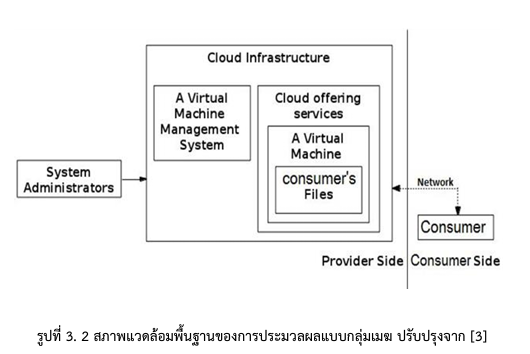 Cloud Infrastructure
A Virtual
Machine
Management
System
Cloud offering
services
A Virtual
Machine
consumer's
Files
System
Administrators
Network
Consumer
Provider Side
Consumer Side
รูปที่ 3. 2 สภาพแวดล้อมพื้นฐานของการประมวลผลแบบกลุ่มเมฆ ปรับปรุงจาก [3]